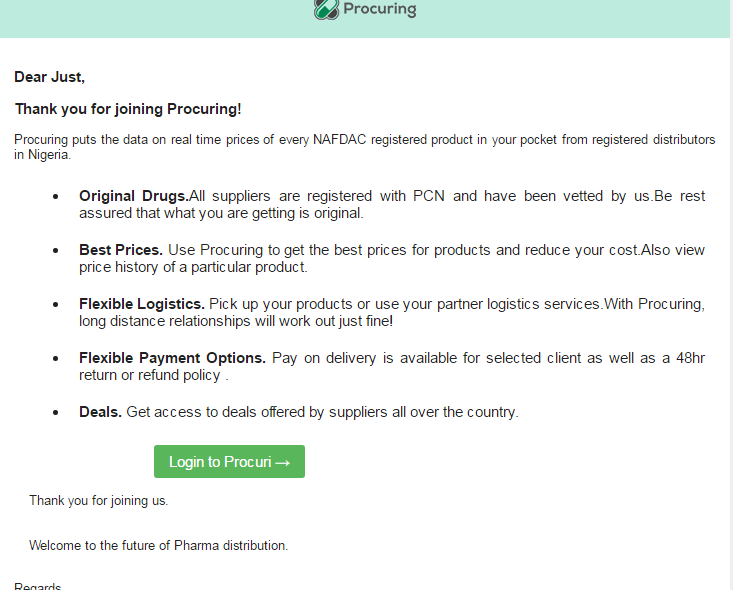 Procuring
Dear Just,
Thank you for joining Procuring!
Procuring puts the data on real time prices of every NAFDAC registered product in your pocket from registered distributors
in Nigeria.
• Original Drugs.All suppliers are registered with PCN and have been vetted by us.Be rest
assured that what you are getting is original.
• Best Prices. Use Procuring to get the best prices for products and reduce your cost.Also view
price history of a particular product.
• Flexible Logistics. Pick up your products or use your partner logistics services.With Procuring,
long distance relationships will work out just fine!
• Flexible Payment Options. Pay on delivery is available for selected client as well as a 48hr
return or refund policy .
• Deals. Get access to deals offered by suppliers all over the country.
Login to Procuri →
Thank you for joining us.
Welcome to the future of Pharma distribution.
Regards